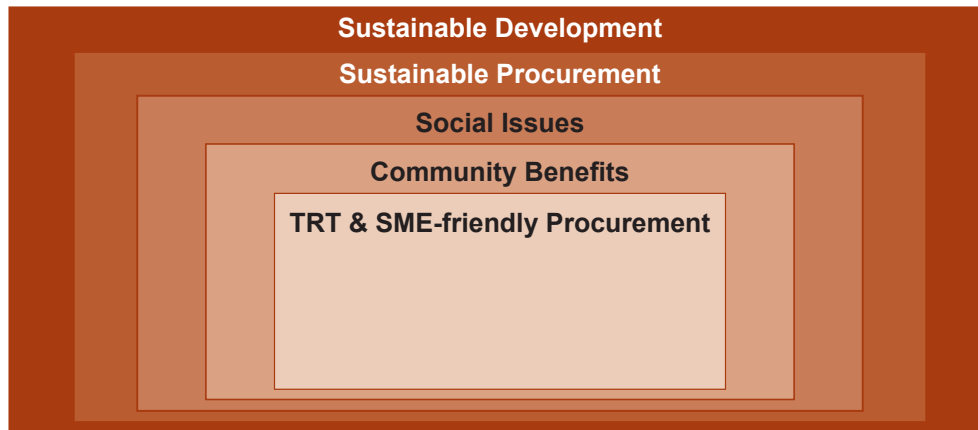 Sustainable Development
Sustainable Procurement
Social Issues
Community Benefits
TRT & SME-friendly Procurement